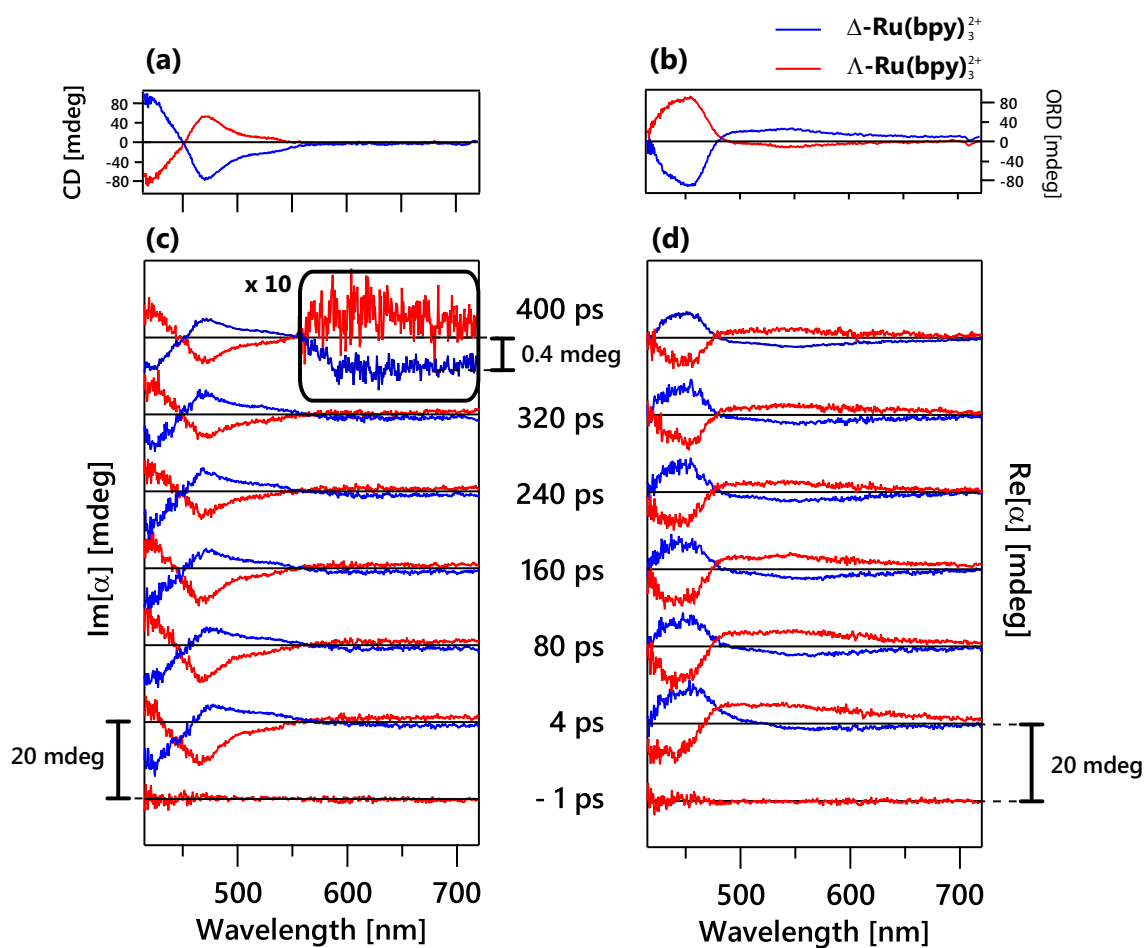 Δ-Ru(bpy)₃²⁺
(a)
(b)
Λ-Ru(bpy)₃²⁺
CD [mdeg]
80
40
0
-40
-80
80
40
0
-40
-80
ORD [mdeg]
(c)
(d)
x 10
400 ps
0.4 mdeg
320 ps
240 ps
160 ps
80 ps
4 ps
- 1 ps
Im[α] [mdeg]
Re[α] [mdeg]
20 mdeg
20 mdeg
500
600
700
500
600
700
Wavelength [nm]
Wavelength [nm]